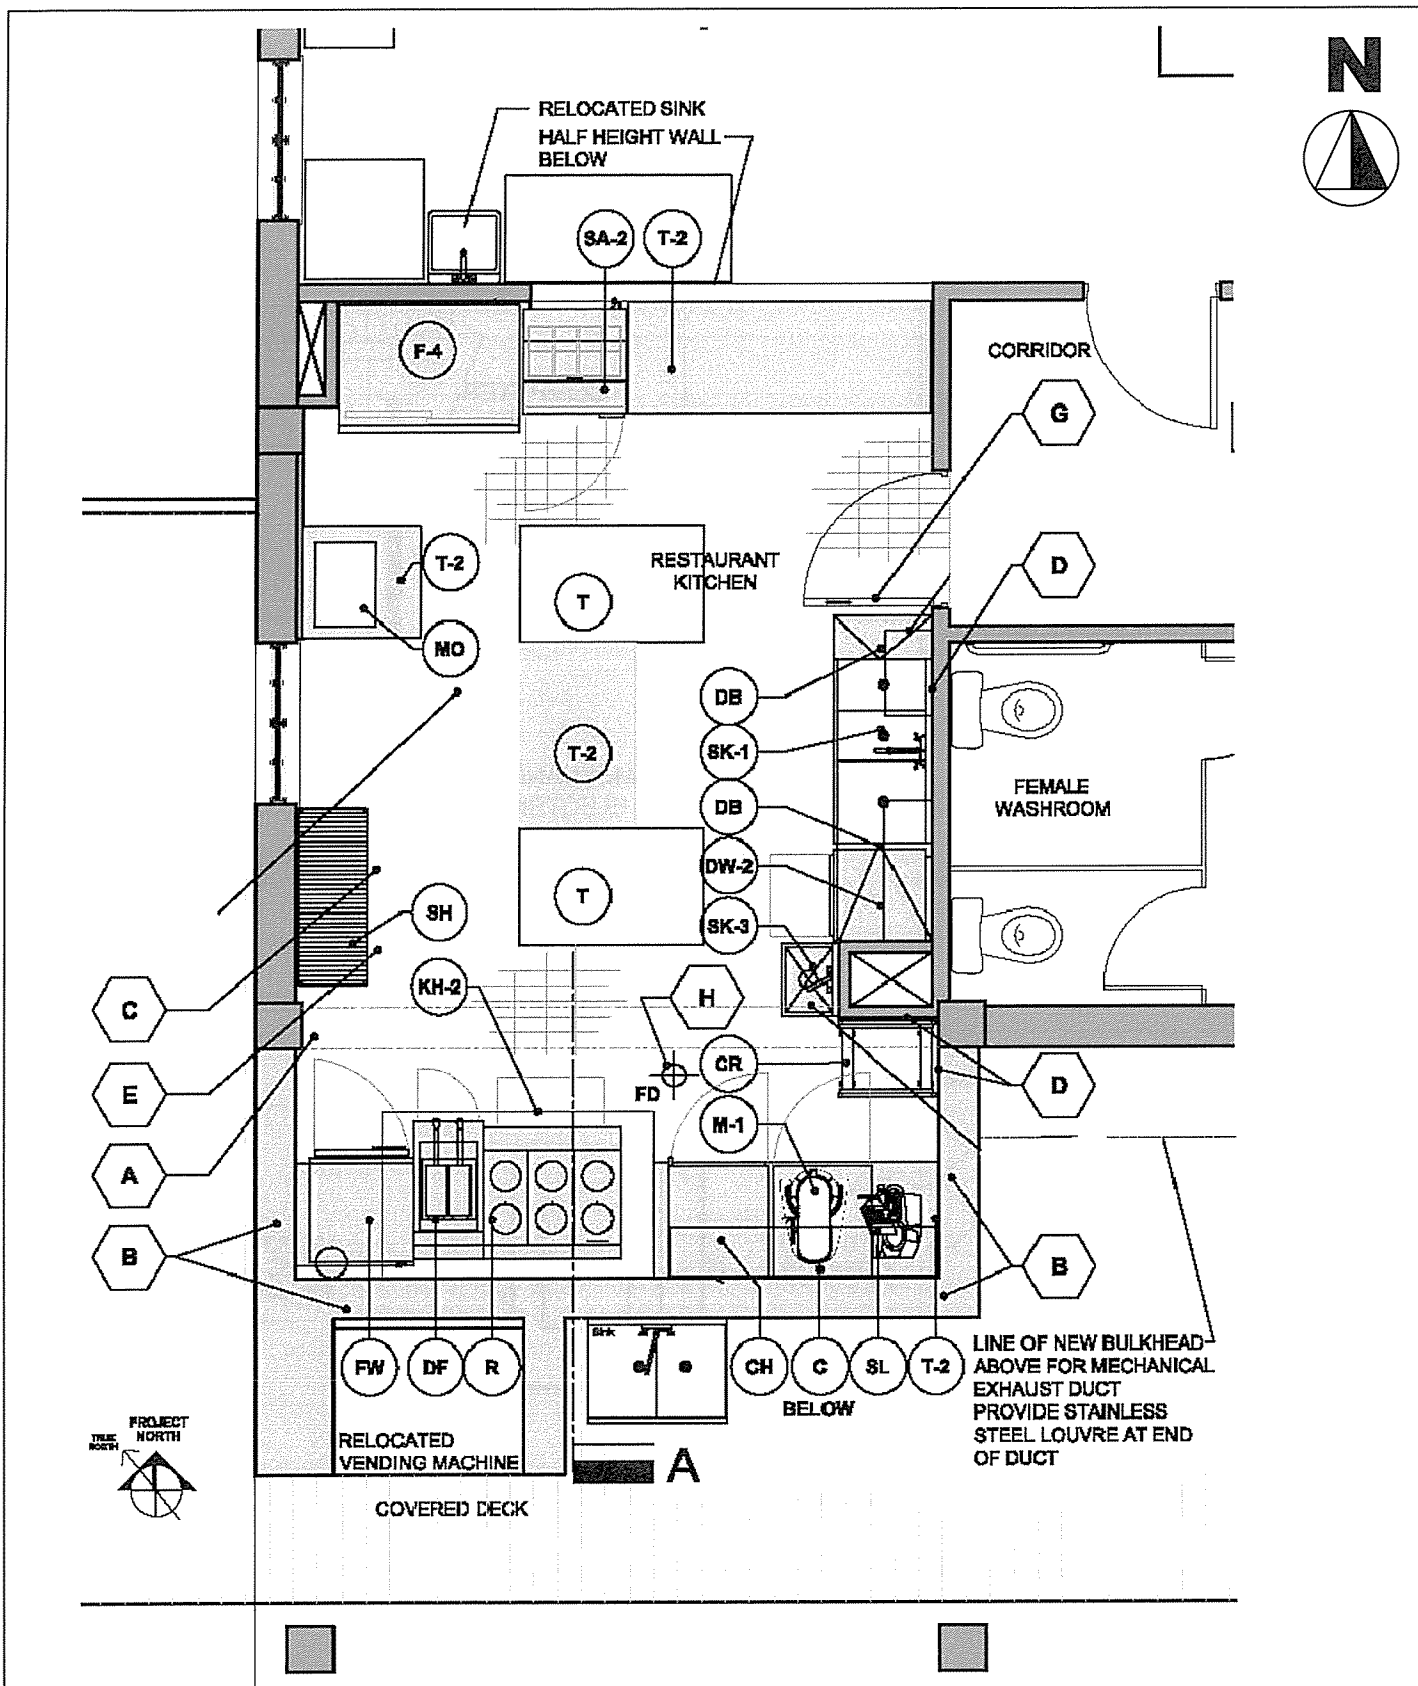 N
RELOCATED SINK
HALF HEIGHT WALL
BELOW
SA-2
T-2
F-4
CORRIDOR
G
T-2
RESTAURANT
KITCHEN
T
D
MO
DB
SK-1
T-2
FEMALE
WASHROOM
DB
DW-2
T
SH
SK-3
KH-2
H
C
CR
FD
E
D
M-1
A
B
B
FW
DF
R
CH
C
SL
T-2
BELOW
LINE OF NEW BULKHEAD
ABOVE FOR MECHANICAL
EXHAUST DUCT
PROVIDE STAINLESS
STEEL LOUVRE AT END
OF DUCT
PROJECT
NORTH
TRUE
NORTH
RELOCATED
VENDING MACHINE
A
COVERED DECK